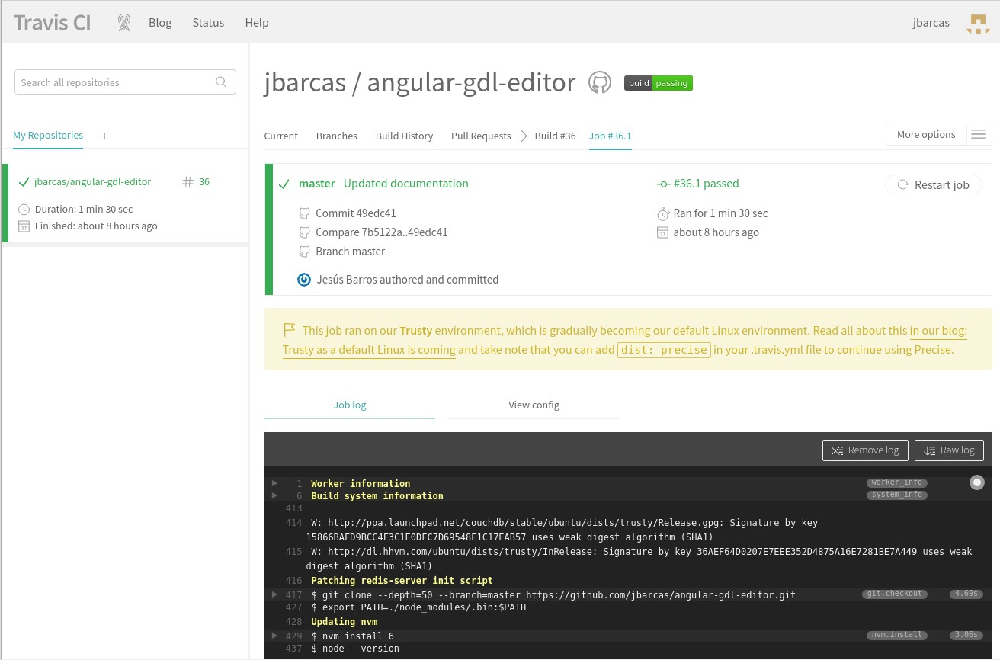 Travis CI Blog Status Help jbarcas
Search all repositories
My Repositories +
jbarcas/angular-gdl-editor # 36
Duration: 1 min 30 sec
Finished: about 8 hours ago
jbarcas / angular-gdl-editor build passing
Current Branches Build History Pull Requests Build #36 Job #36.1 More options
master Updated documentation #36.1 passed Restart job
Commit 49edc41 Ran for 1 min 30 sec
Compare 7b5122a..49edc41 27 about 8 hours ago
Branch master
Jesús Barros authored and committed
This job ran on our Trusty environment, which is gradually becoming our default Linux environment. Read all about this in our blog:
Trusty as a default Linux is coming and take note that you can add dist: precise in your .travis.yml file to continue using Precise.
Job log View config
Remove log Raw log
1 Worker information worker_info
6 Build system information system_info
413
414 W: http://ppa.launchpad.net/couchdb/stable/ubuntu/dists/trusty/Release.gpg: Signature by key
15866BAFD9BCC4F3C1E0DFC7D69548E1C17EAB57 uses weak digest algorithm (SHA1)
415 W: http://dl.hhvm.com/ubuntu/dists/trusty/InRelease: Signature by key 36AEF64D0207E7EEE352D4875A16E7281BE7A449 uses weak
digest algorithm (SHA1)
416 Patching redis-server init script
417 $ git clone --depth=50 --branch=master https://github.com/jbarcas/angular-gdl-editor.git git.checkout 4.69s
427 $ export PATH=./node_modules/.bin:$PATH
428 Updating nvm
429 $ nvm install 6 nvm.install 3.06s
437 $ node --version